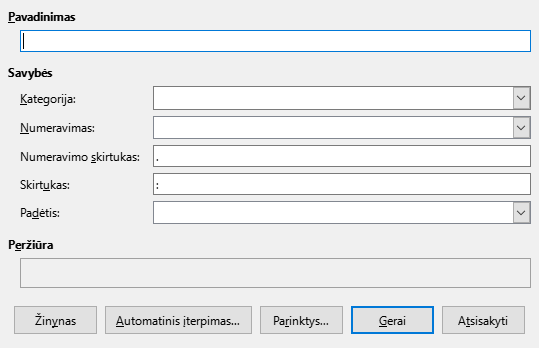 Pavadinimas
Savybės
Kategorija:
Numeravimas:
Numeravimo skirtukas: .
Skirtukas: :
Padėtis:
Peržiūra
Žinynas Automatinis įterpimas... Parinktys... Gerai Atsisakyti